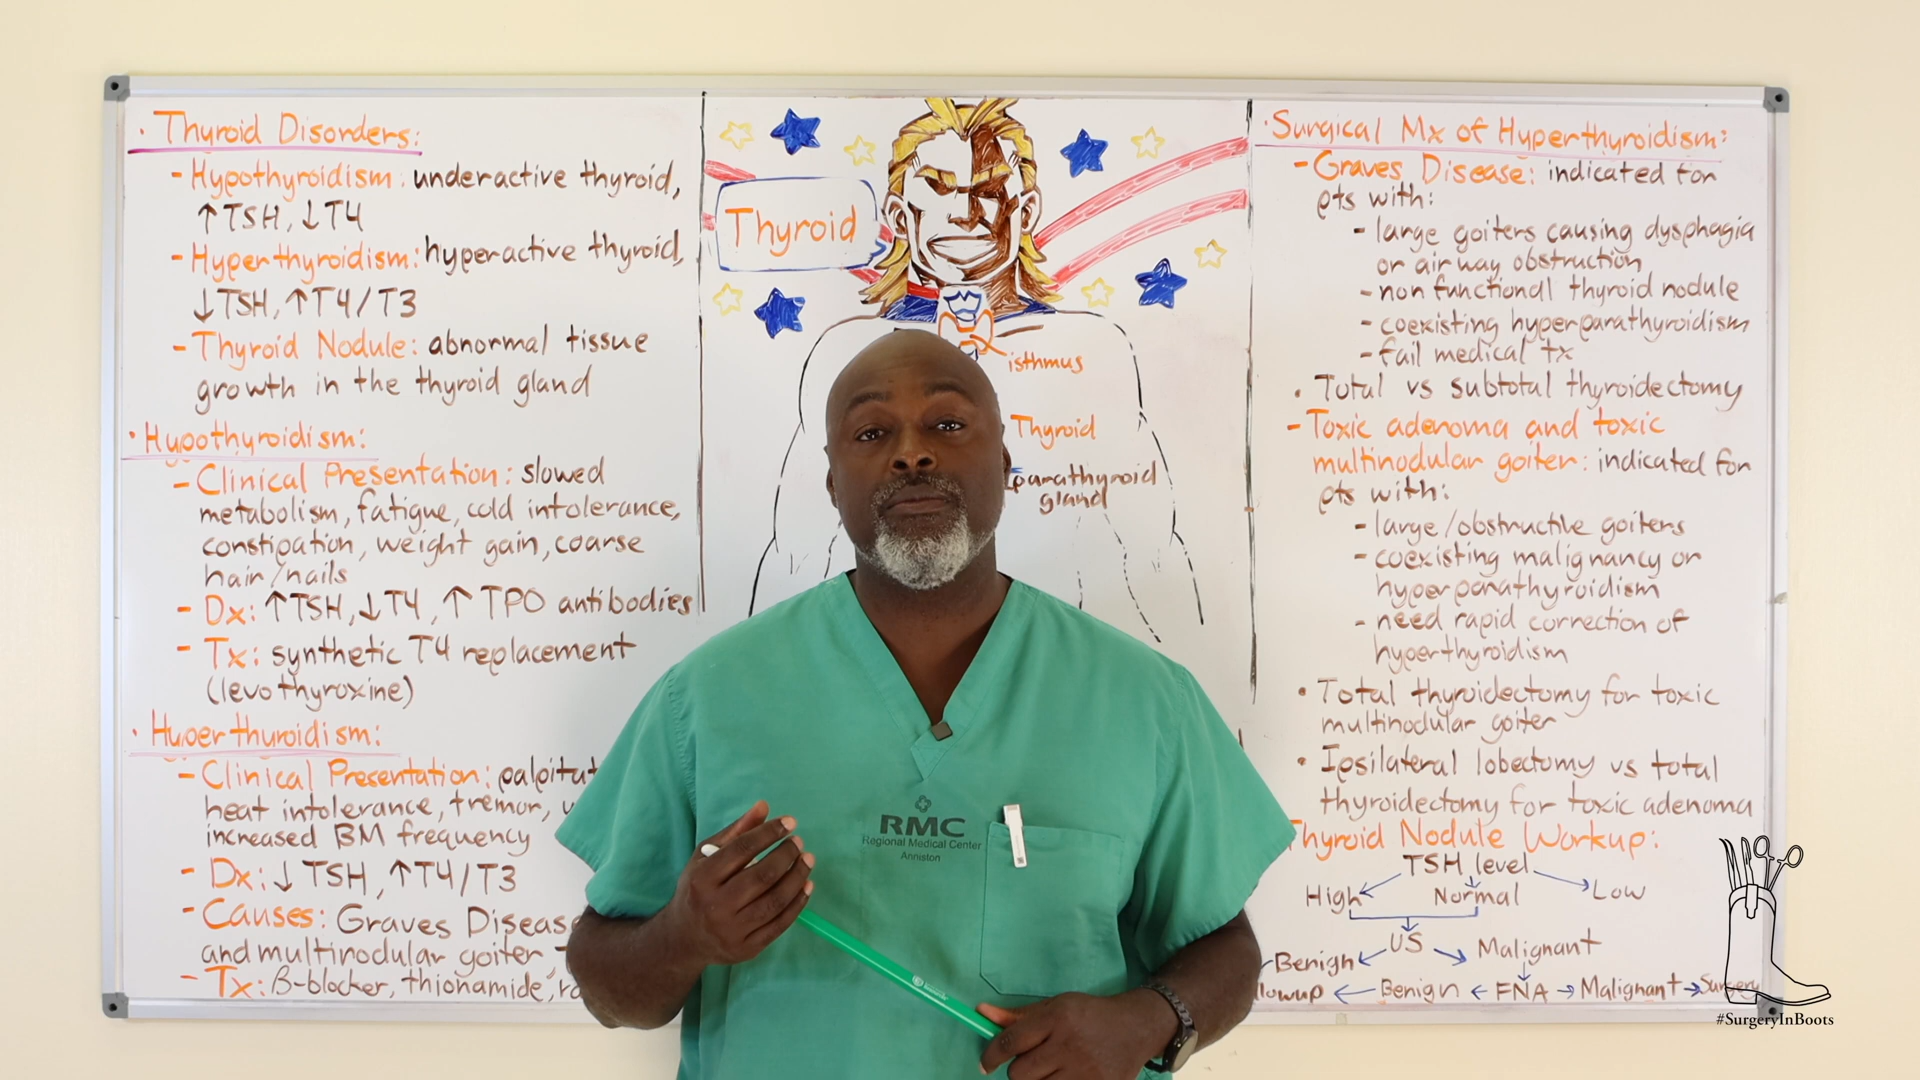 · Thyroid Disorders:
- Hypothyroidism: underactive thyroid,
↑TSH, ↓T4
- Hyperthyroidism: hyperactive thyroid,
↓TSH, ↑T4/T3
- Thyroid Nodule: abnormal tissue
growth in the thyroid gland
· Hypothyroidism:
- Clinical Presentation: slowed
metabolism, fatigue, cold intolerance,
constipation, weight gain, coarse
hair/nails
- Dx: ↑TSH, ↓T4, ↑ TPO antibodies
- Tx: synthetic T4 replacement
(levothyroxine)
· Hyperthyroidism:
- Clinical Presentation: palpitat
heat intolerance, tremor,
increased BM frequency
- Dx: ↓ TSH, ↑T4/T3
- Causes: Graves Diseas
and multinodular goiter
- Tx: β-blocker, thionamide,
Thyroid
isthmus
Thyroid
parathyroid
gland
RMC
Regional Medical Center
Anniston
· Surgical Mx of Hyperthyroidism:
- Graves Disease: indicated for
pts with:
- large goiters causing dysphagia
or airway obstruction
- non functional thyroid nodule
- coexisting hyperparathyroidism
- fail medical tx
· Total vs subtotal thyroidectomy
- Toxic adenoma and toxic
multinodular goiter: indicated for
pts with:
- large/obstructive goiters
- coexisting malignancy or
hyperparathyroidism
- need rapid correction of
hyperthyroidism
· Total thyroidectomy for toxic
multinodular goiter
· Ipsilateral lobectomy vs total
thyroidectomy for toxic adenoma
Thyroid Nodule Workup:
TSH level
High ← Normal → Low
US
Benign ← → Malignant
llowup ← Benign ← FNA → Malignant → Surgery
#SurgeryInBoots